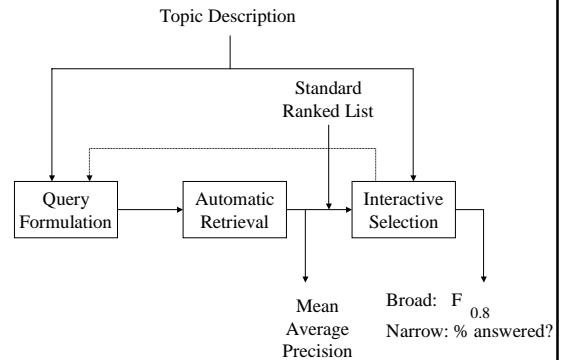 Topic Description
Standard
Ranked List
Query
Formulation
Automatic
Retrieval
Interactive
Selection
Mean
Average
Precision
Broad: F 0.8
Narrow: % answered?